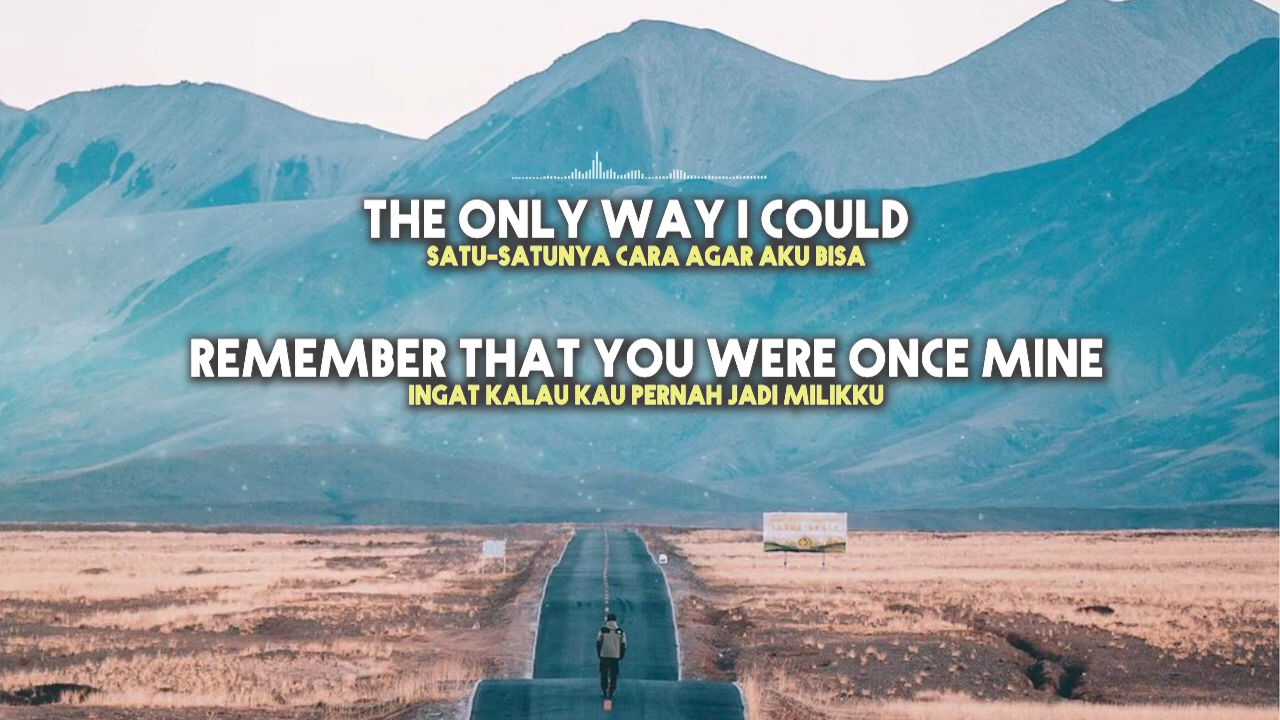 THE ONLY WAY I COULD
SATU-SATUNYA CARA AGAR AKU BISA
REMEMBER THAT YOU WERE ONCE MINE
INGAT KALAU KAU PERNAH JADI MILIKKU